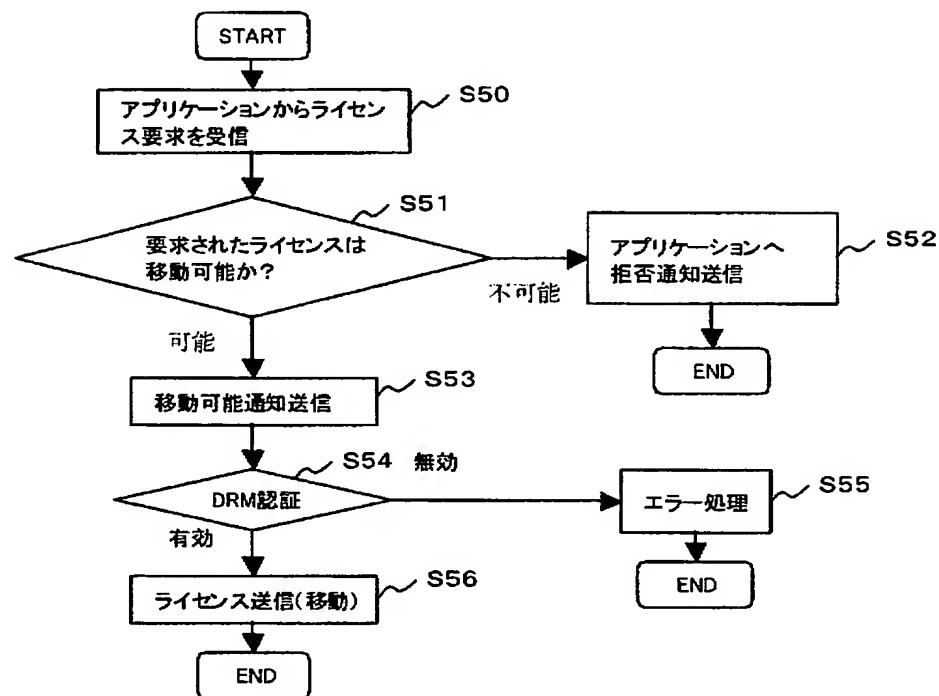 START
アプリケーションからライセン
ス要求を受信
S50
要求されたライセンスは
移動可能か?
S51
不可能
アプリケーションへ
拒否通知送信
S52
END
可能
移動可能通知送信
S53
DRM認証
S54
無効
エラー処理
S55
END
有効
ライセンス送信(移動)
S56
END